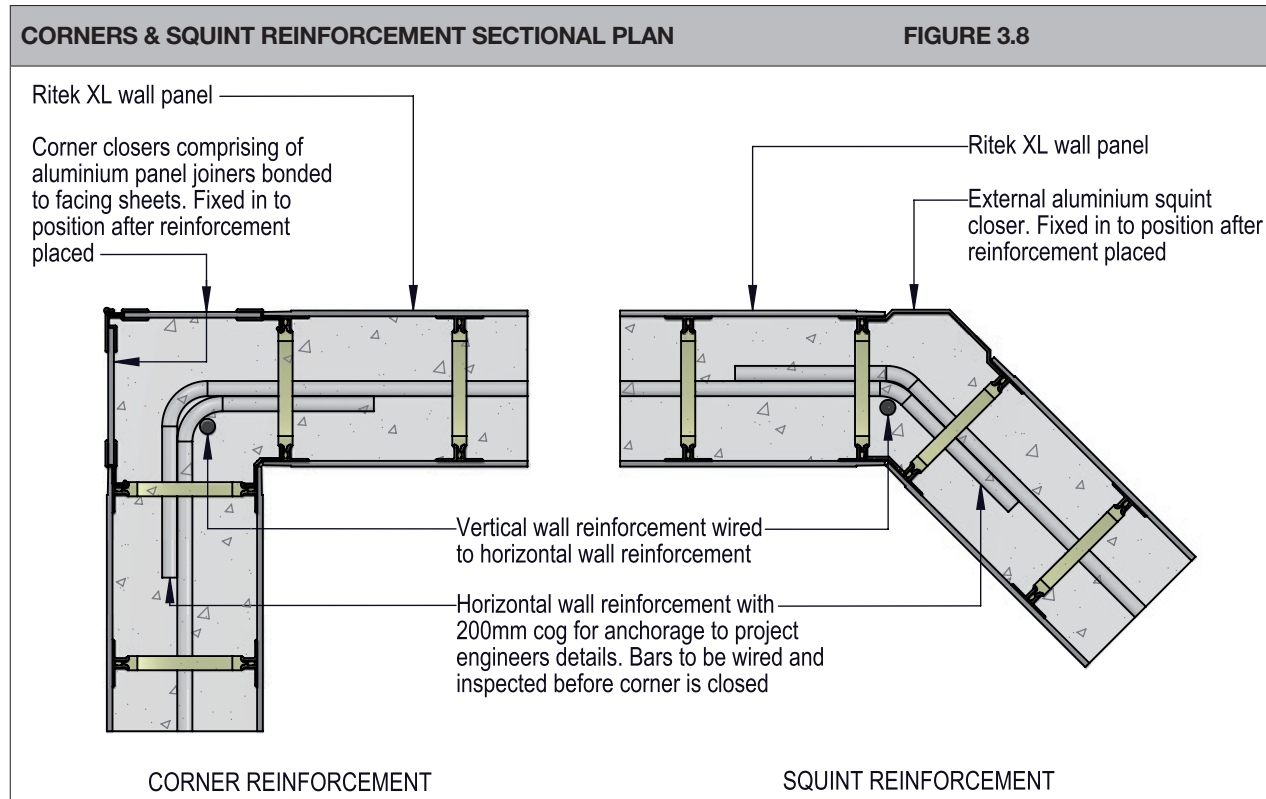 CORNERS & SQUINT REINFORCEMENT SECTIONAL PLAN
FIGURE 3.8
Ritek XL wall panel
Corner closers comprising of
aluminium panel joiners bonded
to facing sheets. Fixed in to
position after reinforcement
placed
Ritek XL wall panel
External aluminium squint
closer. Fixed in to position after
reinforcement placed
Vertical wall reinforcement wired
to horizontal wall reinforcement
Horizontal wall reinforcement with
200mm cog for anchorage to project
engineers details. Bars to be wired and
inspected before corner is closed
CORNER REINFORCEMENT
SQUINT REINFORCEMENT